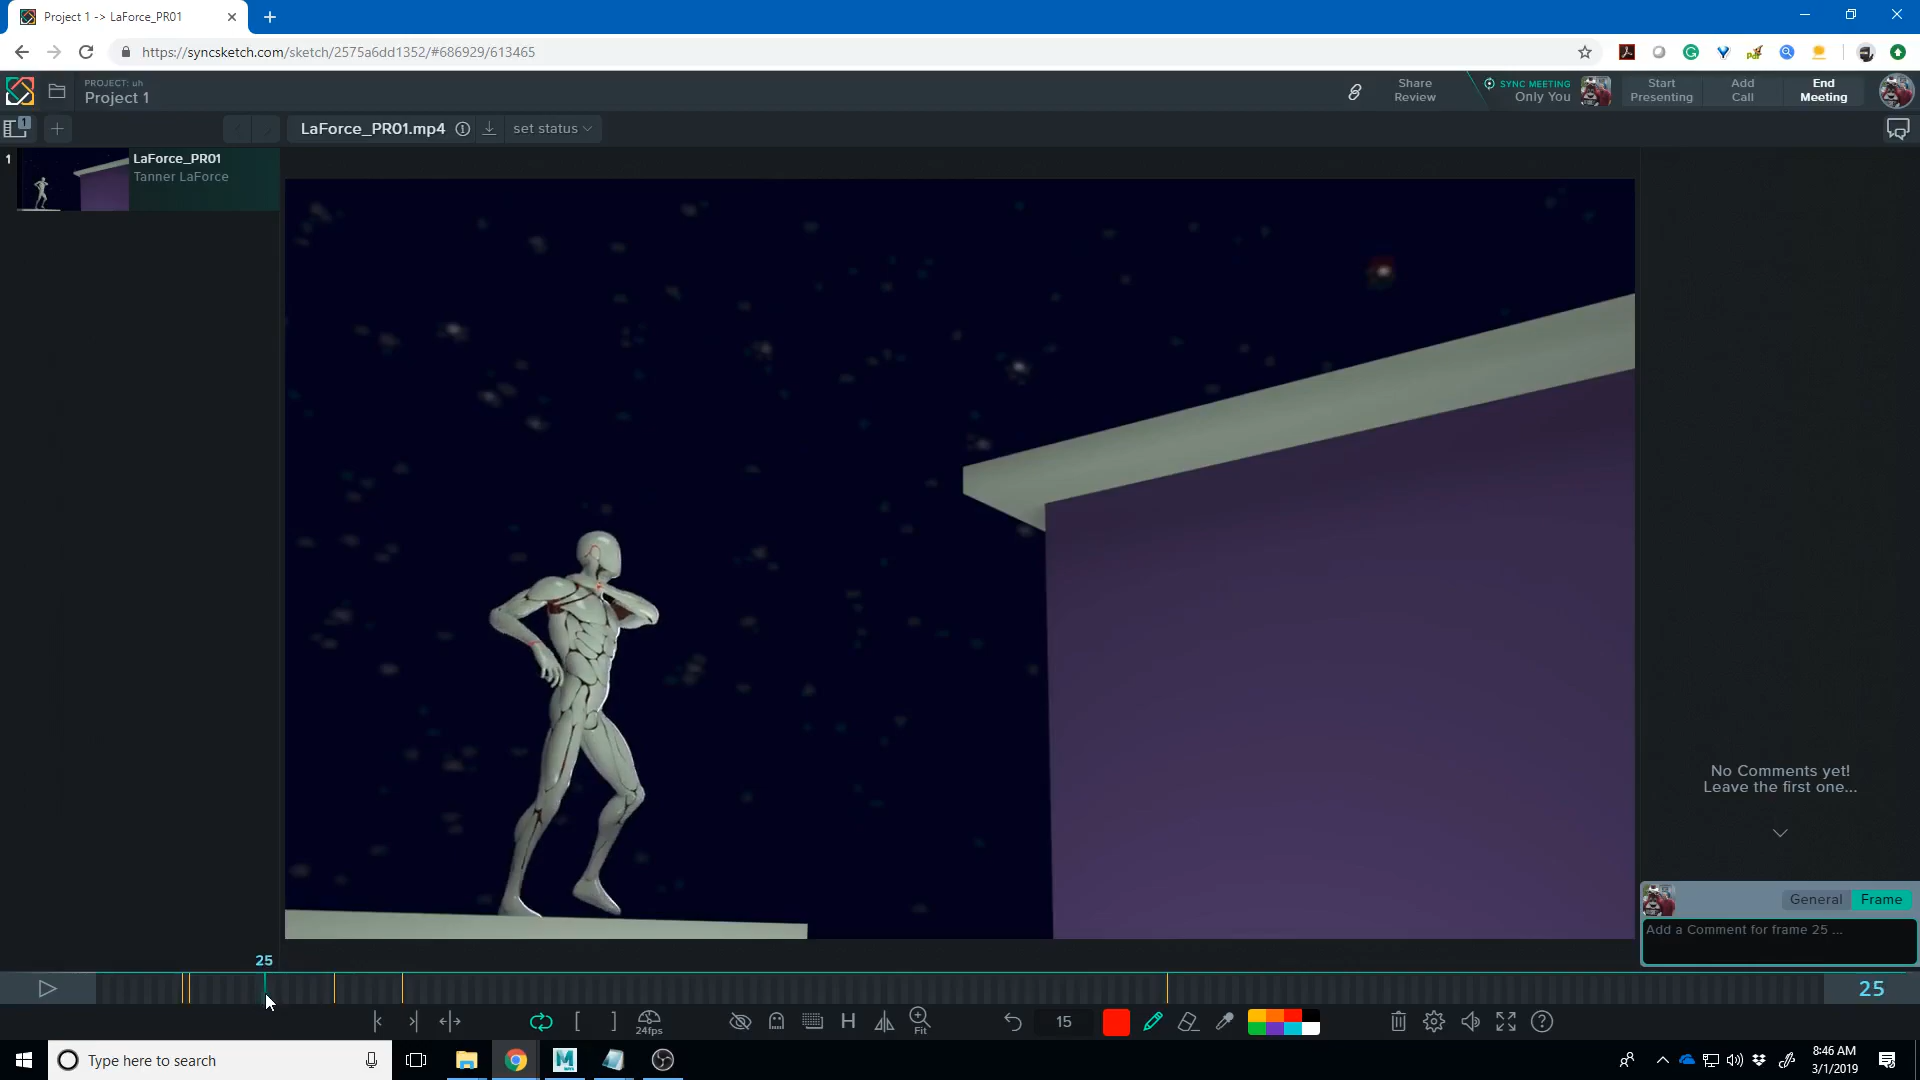 Project 1 -> LaForce_PR01
https://syncsketch.com/sketch/2575a6dd1352/#686929/613465
PROJECT: uh
Project 1
Share Review
SYNC MEETING
Only You
Start Presenting
Add Call
End Meeting
1
LaForce_PR01.mp4
set status
1
LaForce_PR01
Tanner LaForce
No Comments yet!
Leave the first one...
General
Frame
Add a Comment for frame 25 ...
25
25
24fps
H
Fit
15
Type here to search
8:46 AM
3/1/2019